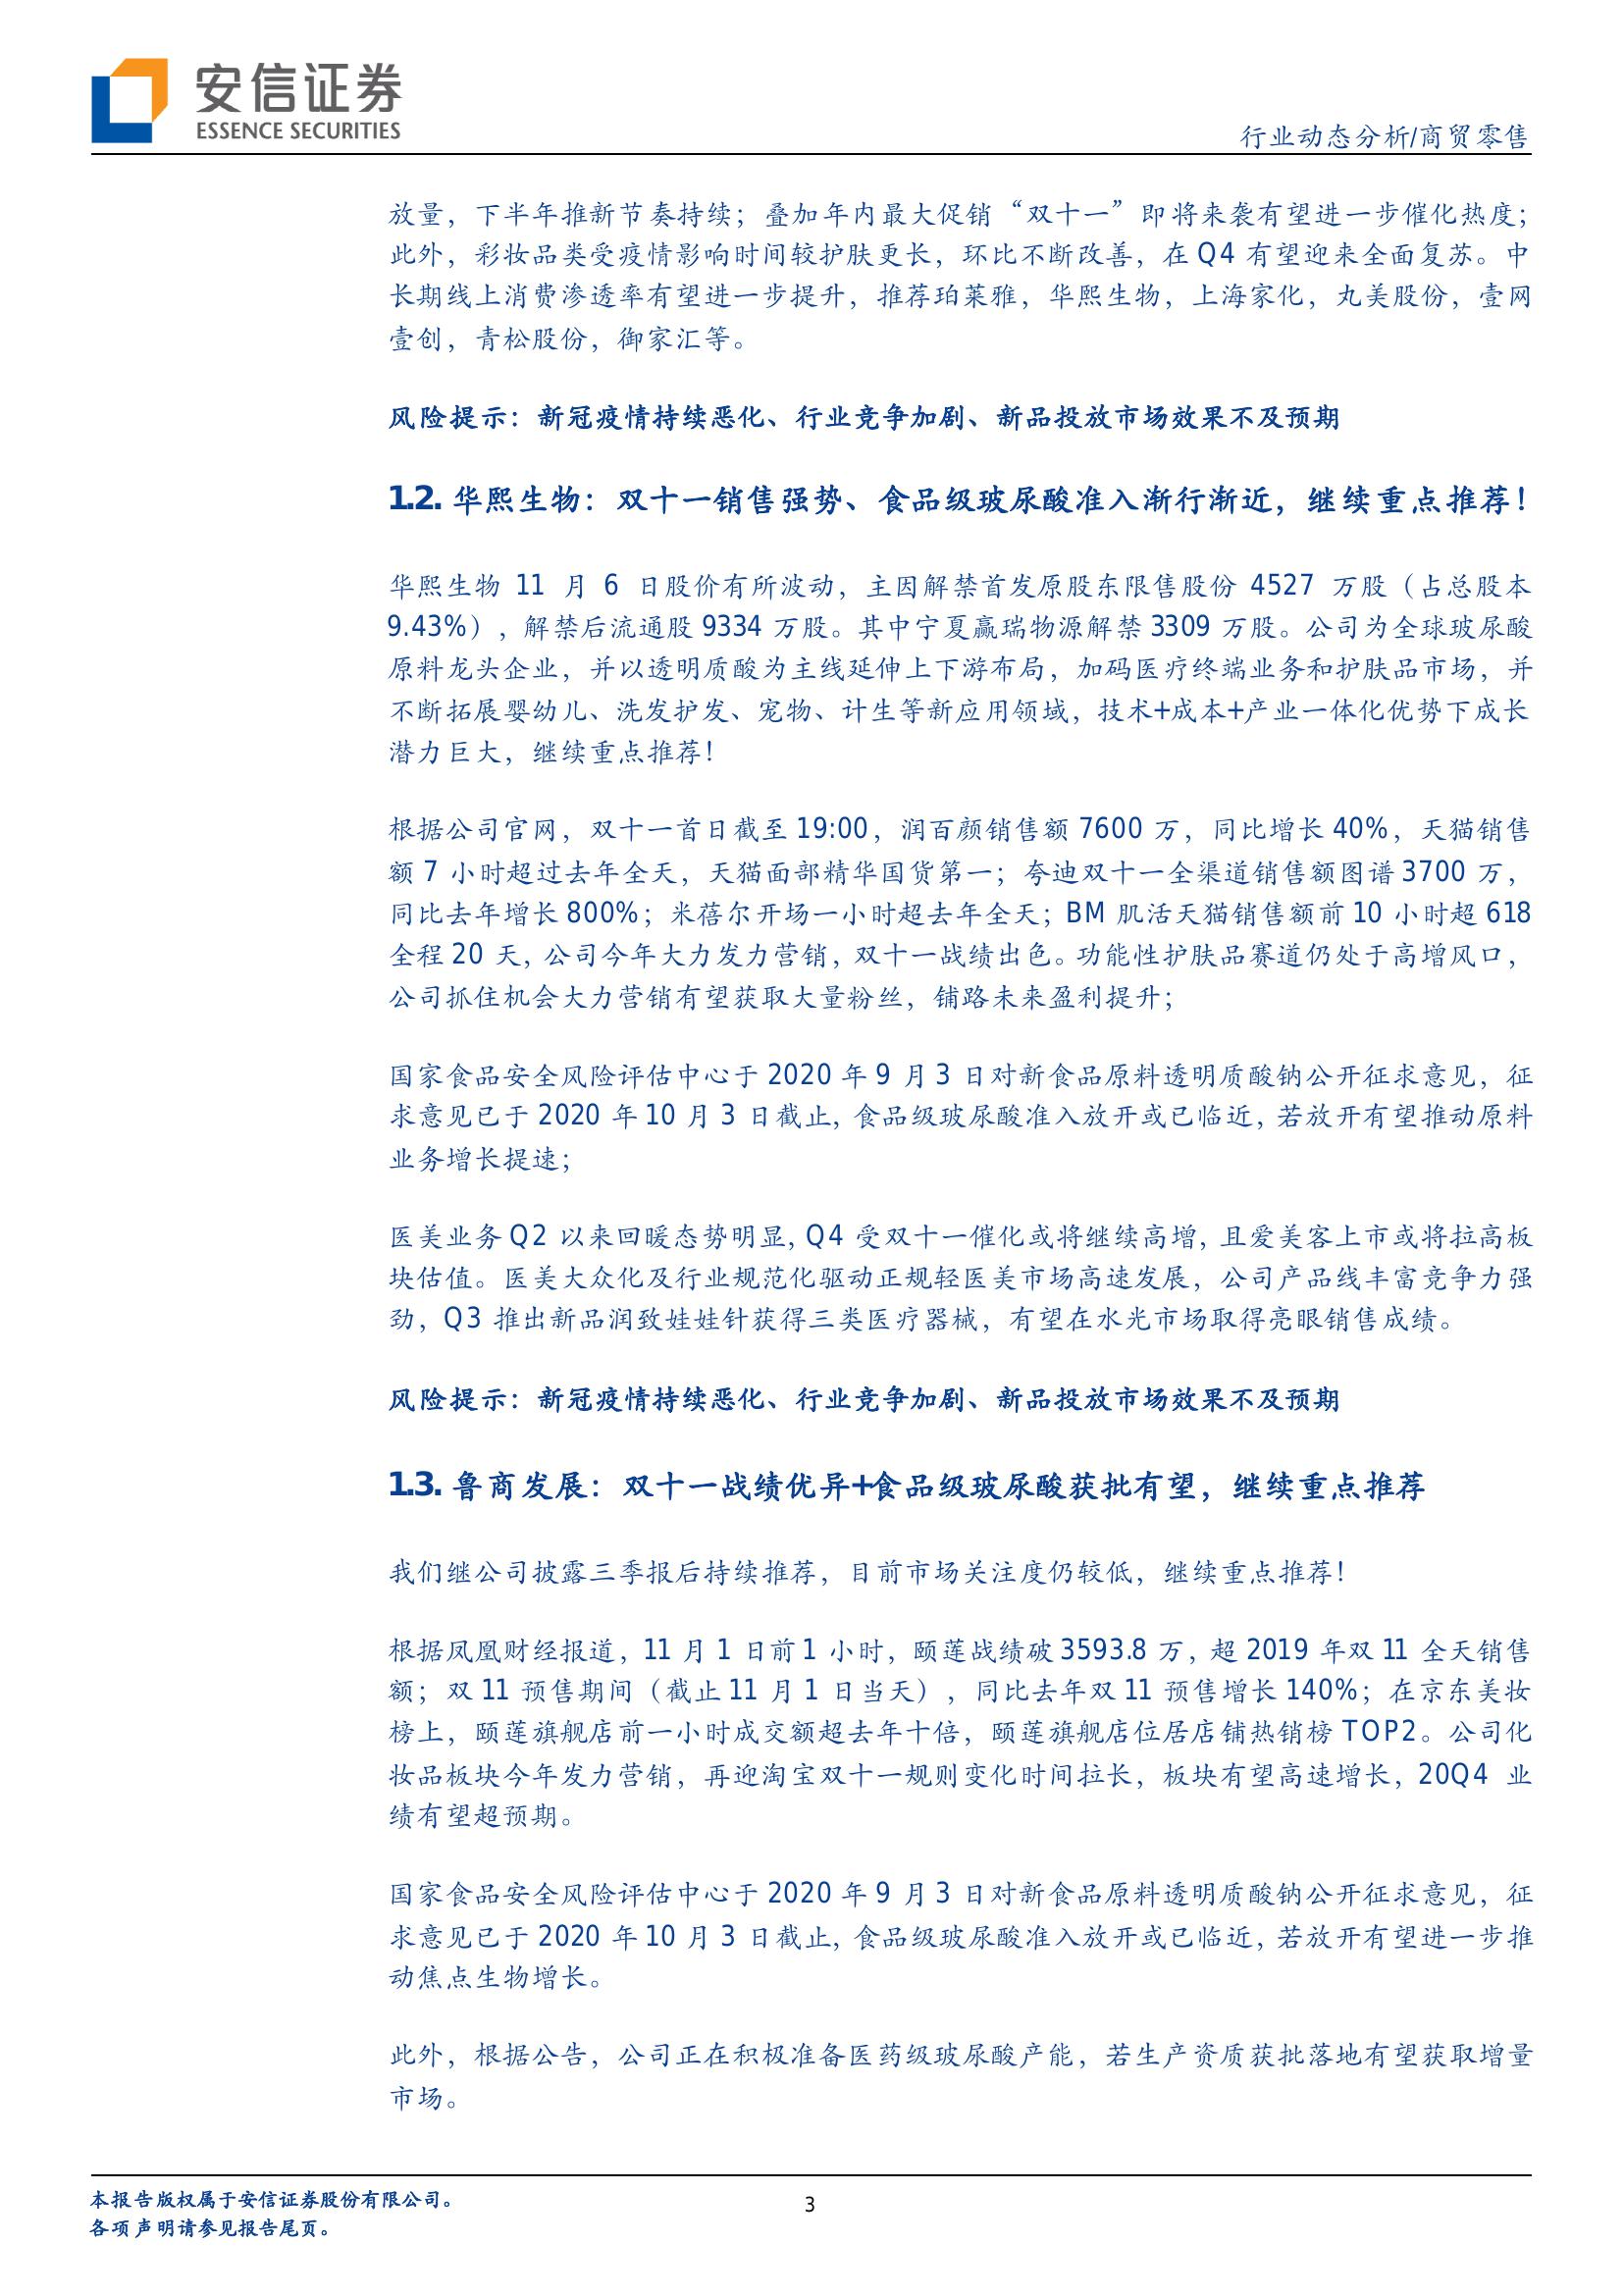 安信证券
ESSENCE SECURITIES
行业动态分析/商贸零售
放量，下半年推新节奏持续；叠加年内最大促销“双十一”即将来袭有望进一步催化热度；
此外，彩妆品类受疫情影响时间较护肤更长，环比不断改善，在 Q4 有望迎来全面复苏。中
长期线上消费渗透率有望进一步提升，推荐珀莱雅，华熙生物，上海家化，丸美股份，壹网
壹创，青松股份，御家汇等。
风险提示：新冠疫情持续恶化、行业竞争加剧、新品投放市场效果不及预期
1.2. 华熙生物：双十一销售强势、食品级玻尿酸准入渐行渐近，继续重点推荐！
华熙生物 11 月 6 日股价有所波动，主因解禁首发原股东限售股份 4527 万股（占总股本
9.43%），解禁后流通股 9334 万股。其中宁夏赢瑞物源解禁 3309 万股。公司为全球玻尿酸
原料龙头企业，并以透明质酸为主线延伸上下游布局，加码医疗终端业务和护肤品市场，并
不断拓展婴幼儿、洗发护发、宠物、计生等新应用领域，技术+成本+产业一体化优势下成长
潜力巨大，继续重点推荐！
根据公司官网，双十一首日截至 19:00，润百颜销售额 7600 万，同比增长 40%，天猫销售
额 7 小时超过去年全天，天猫面部精华国货第一；夸迪双十一全渠道销售额图谱 3700 万，
同比去年增长 800%；米蓓尔开场一小时超去年全天；BM 肌活天猫销售额前 10 小时超 618
全程 20 天，公司今年大力发力营销，双十一战绩出色。功能性护肤品赛道仍处于高增风口，
公司抓住机会大力营销有望获取大量粉丝，铺路未来盈利提升；
国家食品安全风险评估中心于 2020 年 9 月 3 日对新食品原料透明质酸钠公开征求意见，征
求意见已于 2020 年 10 月 3 日截止，食品级玻尿酸准入放开或已临近，若放开有望推动原料
业务增长提速；
医美业务 Q2 以来回暖态势明显，Q4 受双十一催化或将继续高增，且爱美客上市或将拉高板
块估值。医美大众化及行业规范化驱动正规轻医美市场高速发展，公司产品线丰富竞争力强
劲，Q3 推出新品润致娃娃针获得三类医疗器械，有望在水光市场取得亮眼销售成绩。
风险提示：新冠疫情持续恶化、行业竞争加剧、新品投放市场效果不及预期
1.3. 鲁商发展：双十一战绩优异+食品级玻尿酸获批有望，继续重点推荐
我们继公司披露三季报后持续推荐，目前市场关注度仍较低，继续重点推荐！
根据凤凰财经报道，11 月 1 日前 1 小时，颐莲战绩破 3593.8 万，超 2019 年双 11 全天销售
额；双 11 预售期间（截止 11 月 1 日当天），同比去年双 11 预售增长 140%；在京东美妆
榜上，颐莲旗舰店前一小时成交额超去年十倍，颐莲旗舰店位居店铺热销榜 TOP2。公司化
妆品板块今年发力营销，再迎淘宝双十一规则变化时间拉长，板块有望高速增长，20Q4 业
绩有望超预期。
国家食品安全风险评估中心于 2020 年 9 月 3 日对新食品原料透明质酸钠公开征求意见，征
求意见已于 2020 年 10 月 3 日截止，食品级玻尿酸准入放开或已临近，若放开有望进一步推
动焦点生物增长。
此外，根据公告，公司正在积极准备医药级玻尿酸产能，若生产资质获批落地有望获取增量
市场。
本报告版权属于安信证券股份有限公司。
各项声明请参见报告尾页。
3